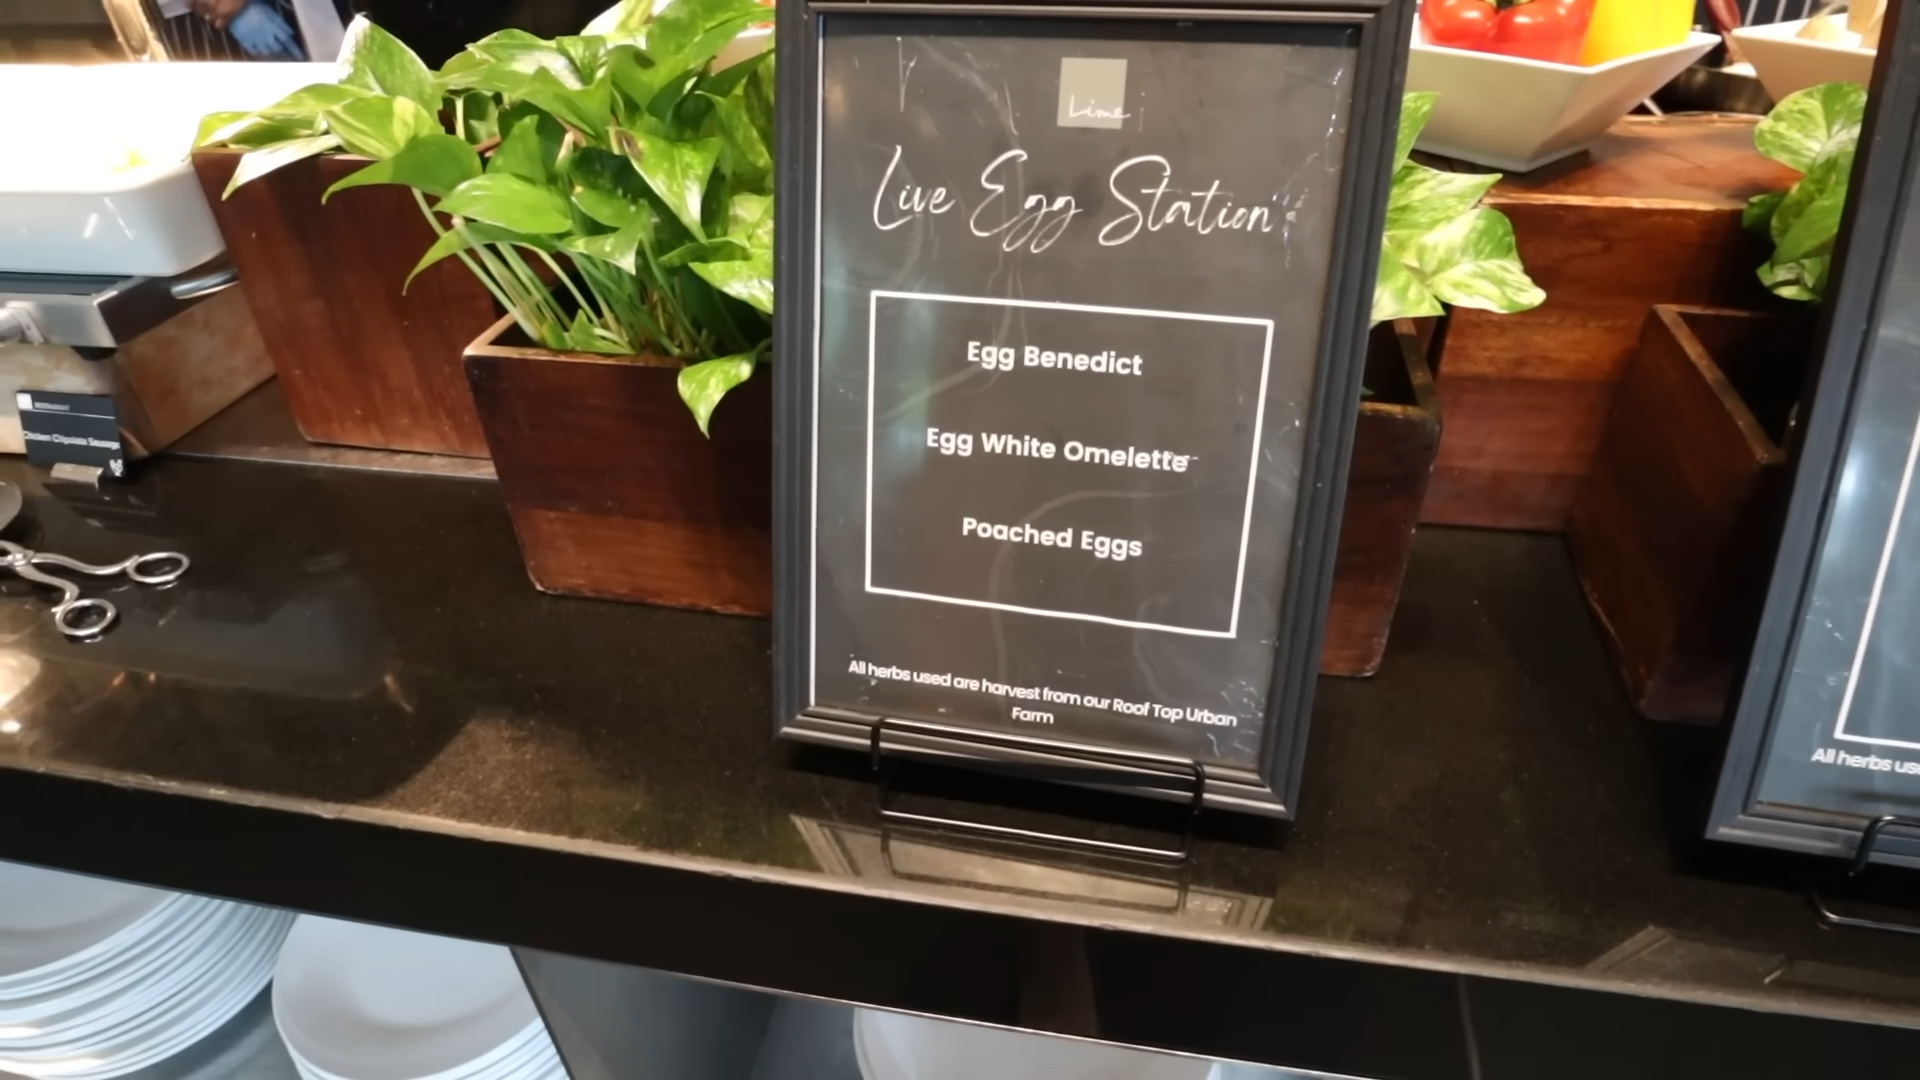 Lime
Live Egg Station
Egg Benedict
Egg White Omelette
Poached Eggs
All herbs used are harvest from our Roof Top Urban
Farm
Chicken Chipolata Sausage
All herbs us